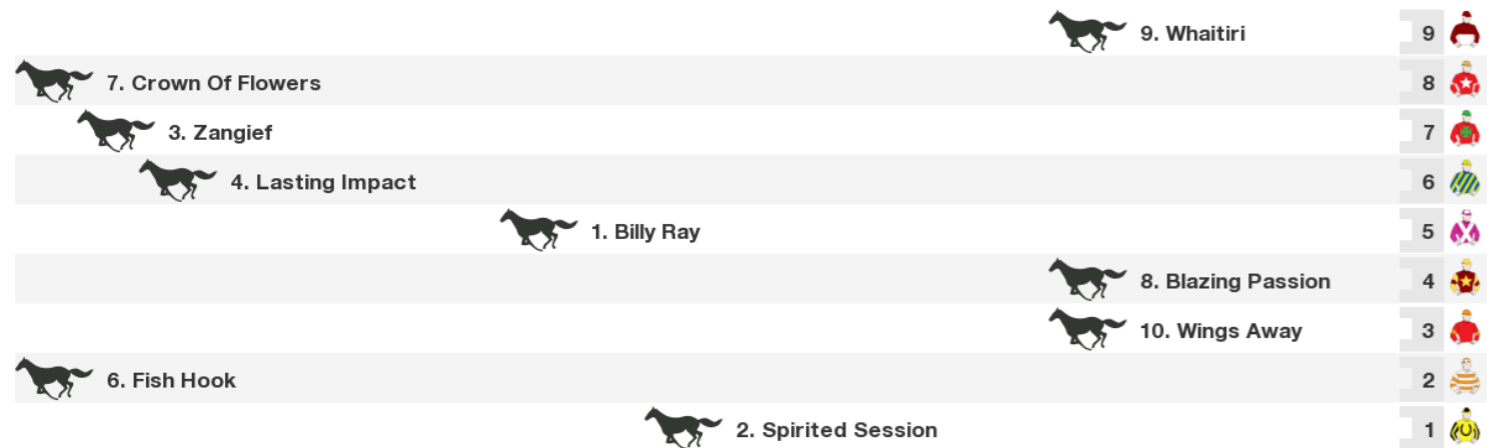 9. Whaitiri 9
7. Crown Of Flowers 8
3. Zangief 7
4. Lasting Impact 6
1. Billy Ray 5
8. Blazing Passion 4
10. Wings Away 3
6. Fish Hook 2
2. Spirited Session 1